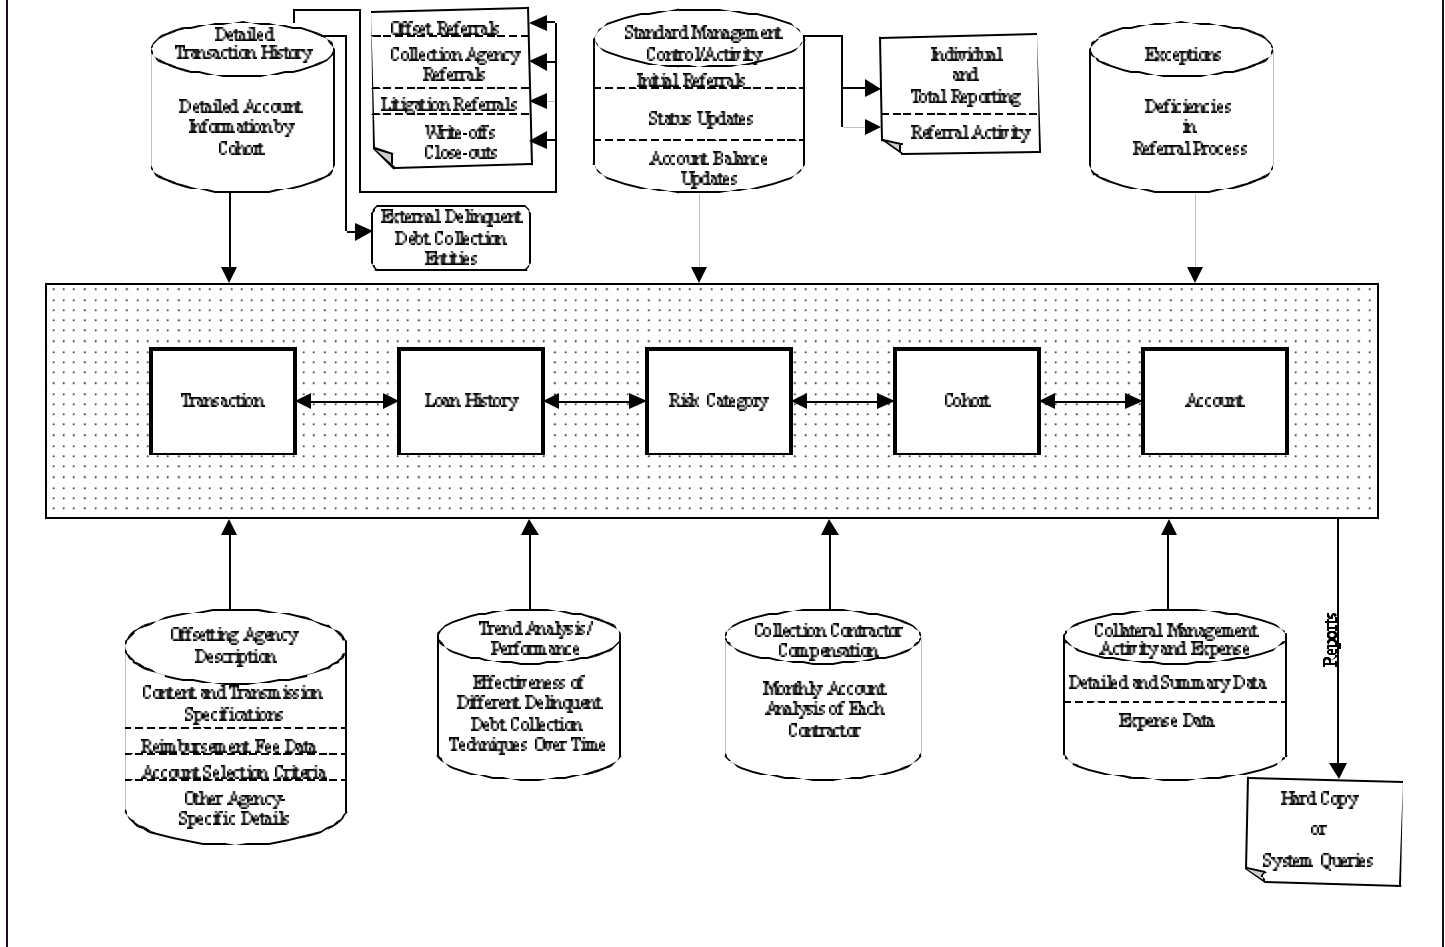 Detailed
Transaction History
Detailed Account
Information by
Cohort
Offset Referrals
Collection Agency
Referrals
Litigation Referrals
Write-offs
Close-outs
External Delinquent
Debt Collection
Entities
Standard Management
Control/Activity
Initial Referrals
Status Updates
Account Balance
Updates
Individual
and
Total Reporting
Referral Activity
Exceptions
Deficiencies
in
Referral Process
Transaction
Loan History
Risk Category
Cohort
Account
Offsetting Agency
Description
Content and Transmission
Specifications
Reimbursement Fee Data
Account Selection Criteria
Other Agency-
Specific Details
Trend Analysis/
Performance
Effectiveness of
Different Delinquent
Debt Collection
Techniques Over Time
Collection Contractor
Compensation
Monthly Account
Analysis of Each
Contractor
Collateral Management
Activity and Expense
Detailed and Summary Data
Expense Data
Reports
Hard Copy
or
System Queries